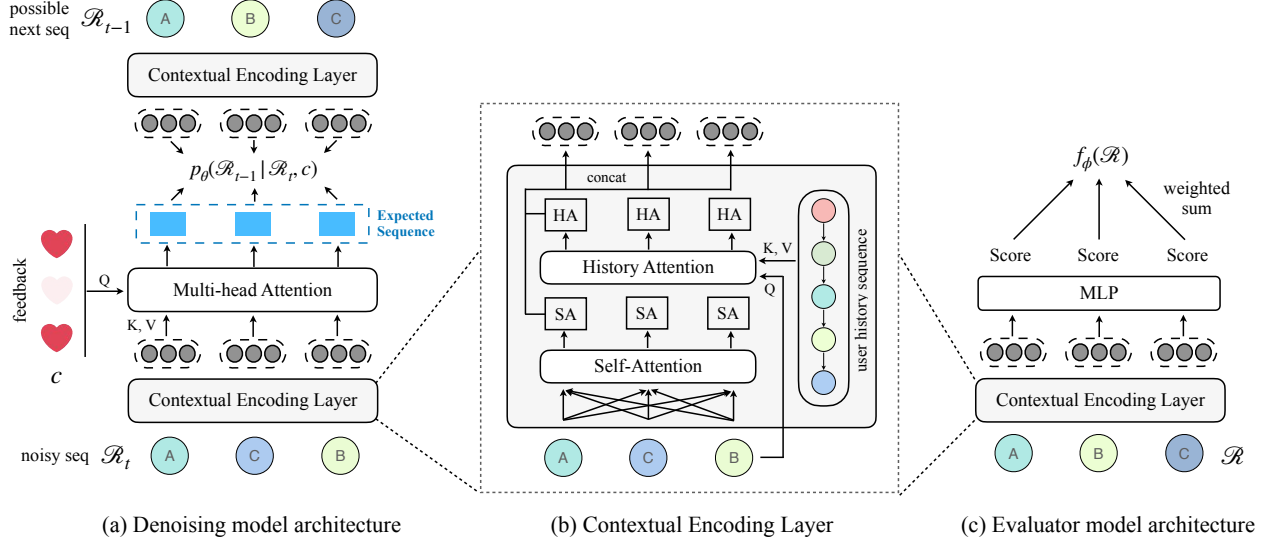 possible
next seq
ℛt−1
A
B
C
Contextual Encoding Layer
pθ(ℛt−1 | ℛt, c)
Expected
Sequence
feedback
Q
Multi-head Attention
K, V
c
Contextual Encoding Layer
noisy seq
ℛt
A
C
B
(a) Denoising model architecture
concat
HA
HA
HA
K, V
History Attention
Q
SA
SA
SA
Self-Attention
user history sequence
A
C
B
(b) Contextual Encoding Layer
fϕ(ℛ)
weighted
sum
Score
Score
Score
MLP
Contextual Encoding Layer
A
B
C
ℛ
(c) Evaluator model architecture